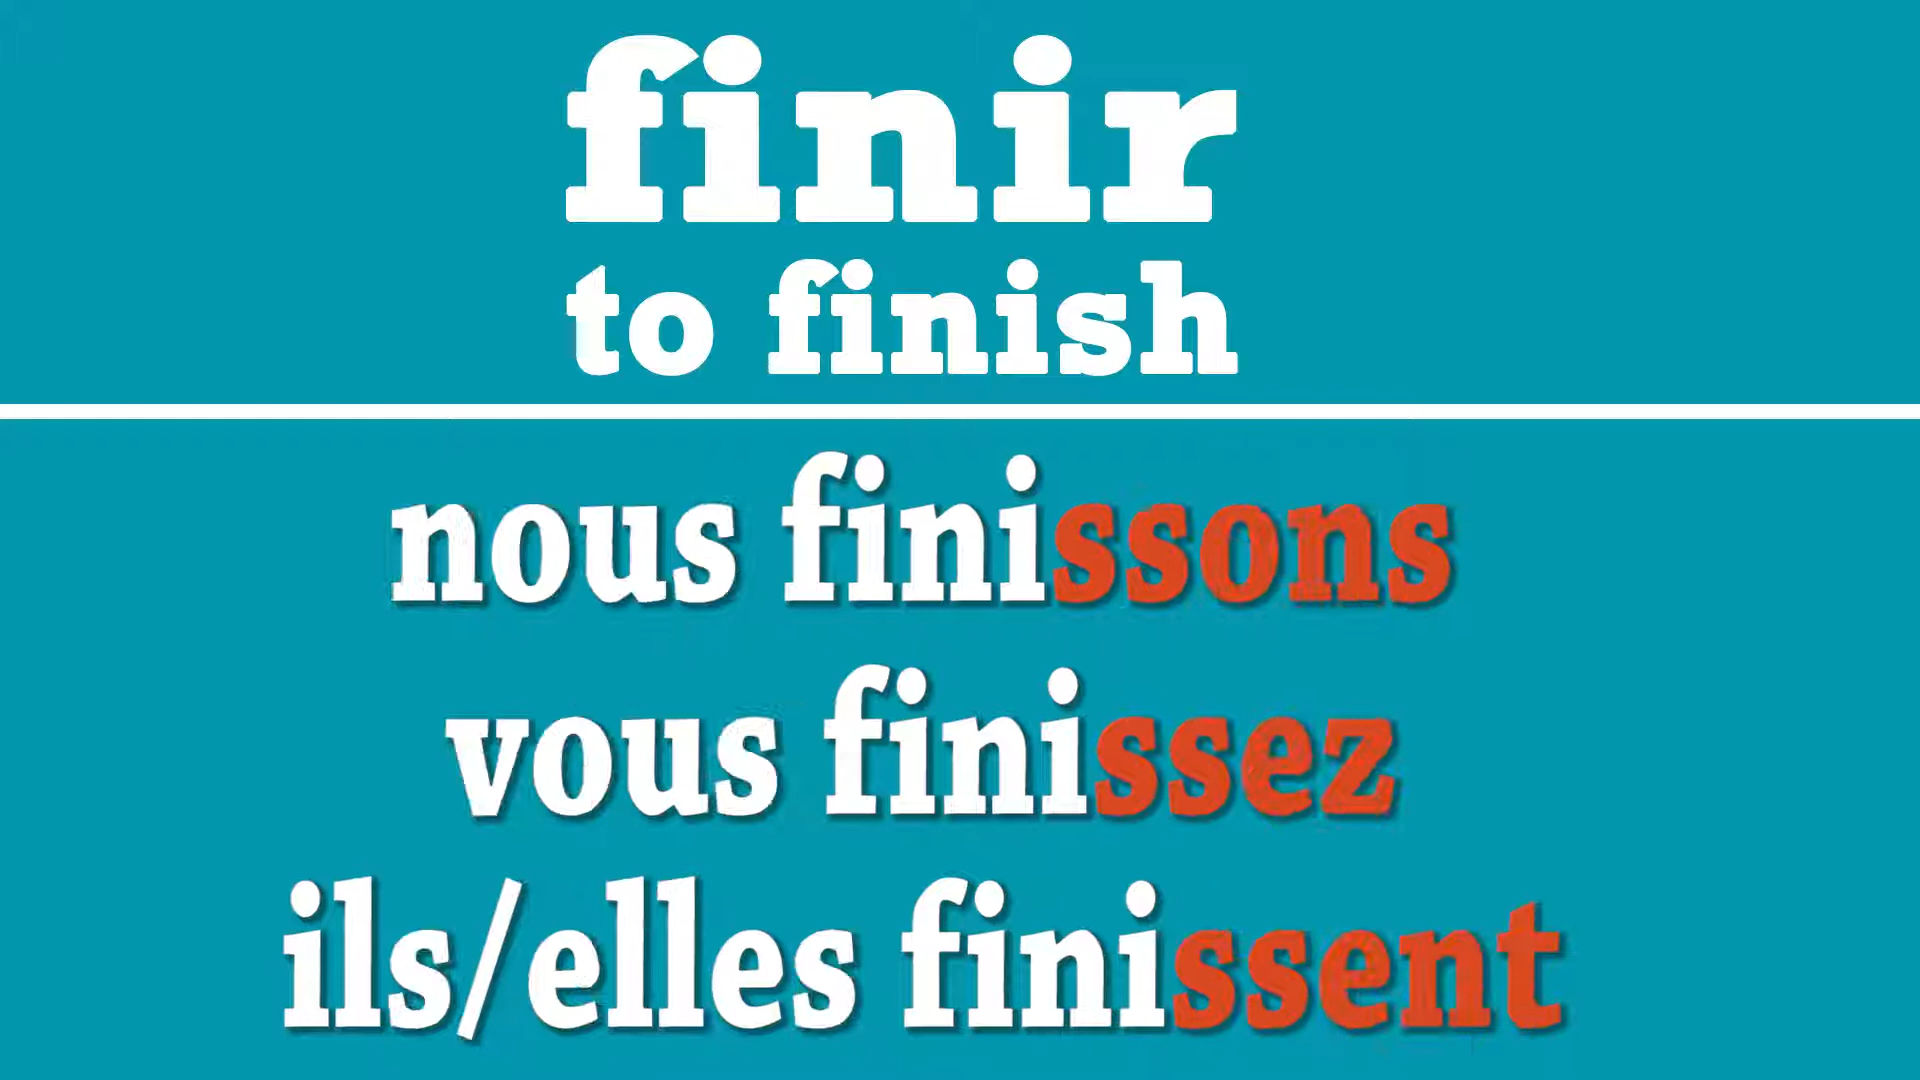 finir
to finish
nous finissons
vous finissez
ils/elles finissent